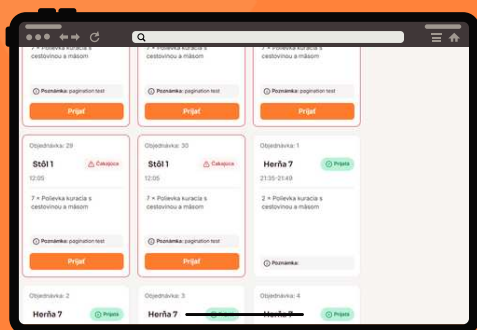 7 × Polievka kuracia s
cestovinou a mäsom
Poznámka: pagination test
Prijať
7 × Polievka kuracia s
cestovinou a mäsom
Poznámka: pagination test
Prijať
7 × Polievka kuracia s
cestovinou a mäsom
Poznámka: pagination test
Prijať
Objednávka: 29
Stôl 1
Čakajúca
12:05
7 × Polievka kuracia s
cestovinou a mäsom
Poznámka: pagination test
Prijať
Objednávka: 30
Stôl 1
Čakajúca
12:05
7 × Polievka kuracia s
cestovinou a mäsom
Poznámka: pagination test
Prijať
Objednávka: 1
Herňa 7
Prijatá
21:35-21:49
2 × Polievka kuracia s
cestovinou a mäsom
Poznámka:
Objednávka: 2
Herňa 7
Prijatá
Objednávka: 3
Herňa 7
Objednávka: 4
Herňa 7
Prijatá